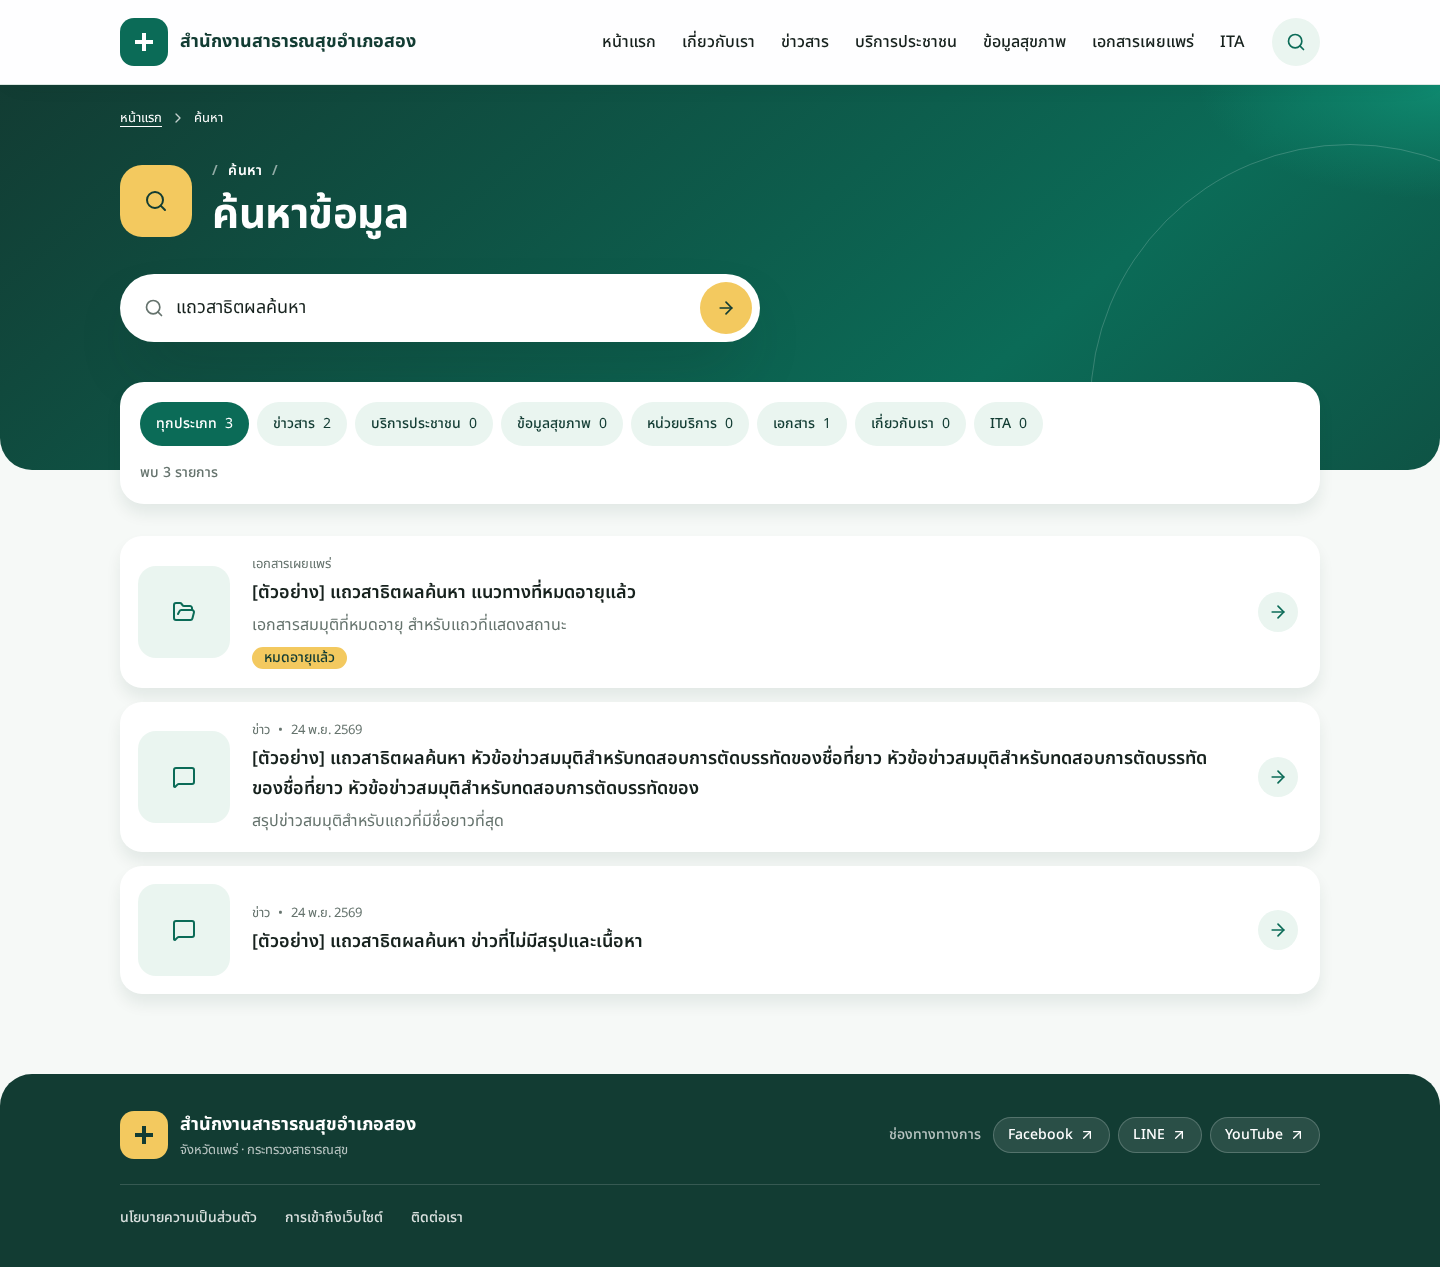 สำนักงานสาธารณสุขอำเภอสอง
หน้าแรก เกี่ยวกับเรา ข่าวสาร บริการประชาชน ข้อมูลสุขภาพ เอกสารเผยแพร่ ITA
หน้าแรก ค้นหา
/ ค้นหา /
ค้นหาข้อมูล
แถวสาธิตผลค้นหา
ทุกประเภท 3 ข่าวสาร 2 บริการประชาชน 0 ข้อมูลสุขภาพ 0 หน่วยบริการ 0 เอกสาร 1 เกี่ยวกับเรา 0 ITA 0
พบ 3 รายการ
เอกสารเผยแพร่
[ตัวอย่าง] แถวสาธิตผลค้นหา แนวทางที่หมดอายุแล้ว
เอกสารสมมุติที่หมดอายุ สำหรับแถวที่แสดงสถานะ
หมดอายุแล้ว
ข่าว • 24 พ.ย. 2569
[ตัวอย่าง] แถวสาธิตผลค้นหา หัวข้อข่าวสมมุติสำหรับทดสอบการตัดบรรทัดของชื่อที่ยาว หัวข้อข่าวสมมุติสำหรับทดสอบการตัดบรรทัด
ของชื่อที่ยาว หัวข้อข่าวสมมุติสำหรับทดสอบการตัดบรรทัดของ
สรุปข่าวสมมุติสำหรับแถวที่มีชื่อยาวที่สุด
ข่าว • 24 พ.ย. 2569
[ตัวอย่าง] แถวสาธิตผลค้นหา ข่าวที่ไม่มีสรุปและเนื้อหา
สำนักงานสาธารณสุขอำเภอสอง
จังหวัดแพร่ · กระทรวงสาธารณสุข
ช่องทางทางการ Facebook LINE YouTube
นโยบายความเป็นส่วนตัว การเข้าถึงเว็บไซต์ ติดต่อเรา